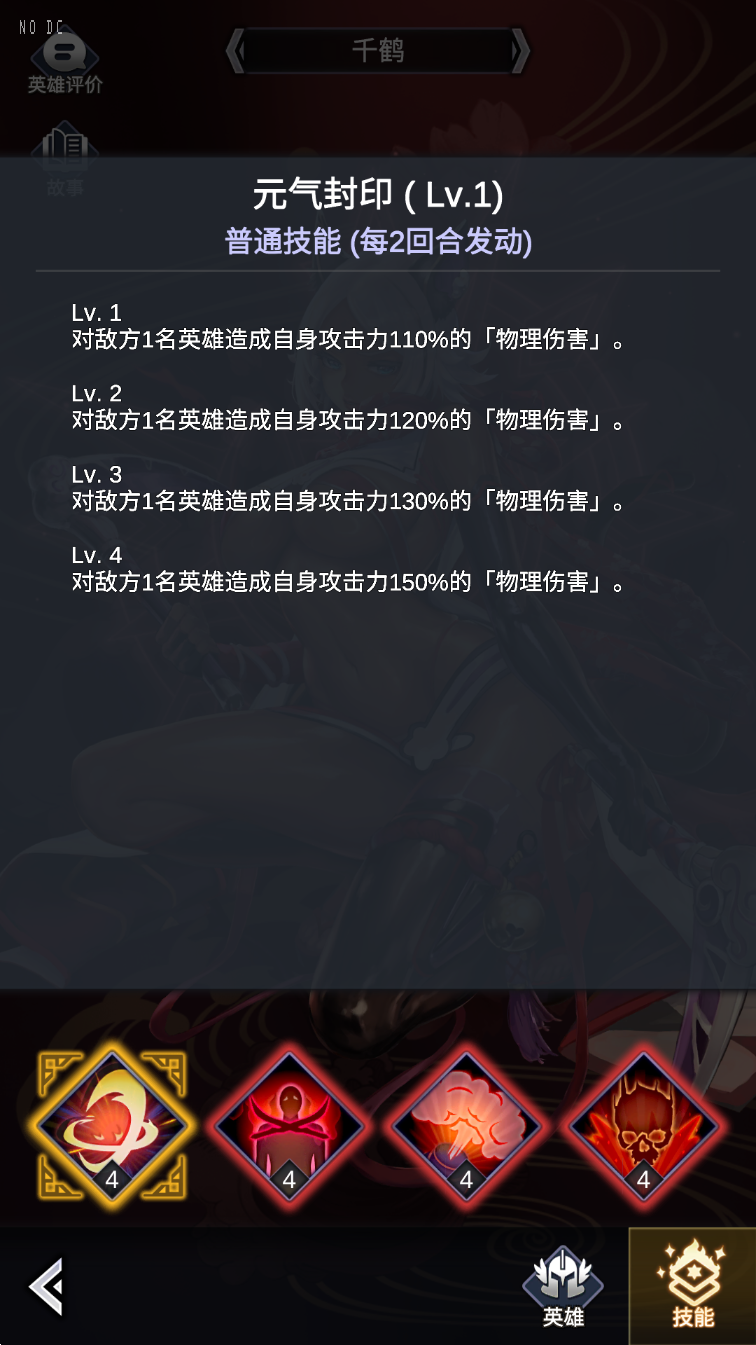 NO DC
千鹤
英雄评价
故事
元气封印 ( Lv.1)
普通技能 (每2回合发动)
Lv. 1
对敌方1名英雄造成自身攻击力110%的「物理伤害」。
Lv. 2
对敌方1名英雄造成自身攻击力120%的「物理伤害」。
Lv. 3
对敌方1名英雄造成自身攻击力130%的「物理伤害」。
Lv. 4
对敌方1名英雄造成自身攻击力150%的「物理伤害」。
4
4
4
4
英雄
技能